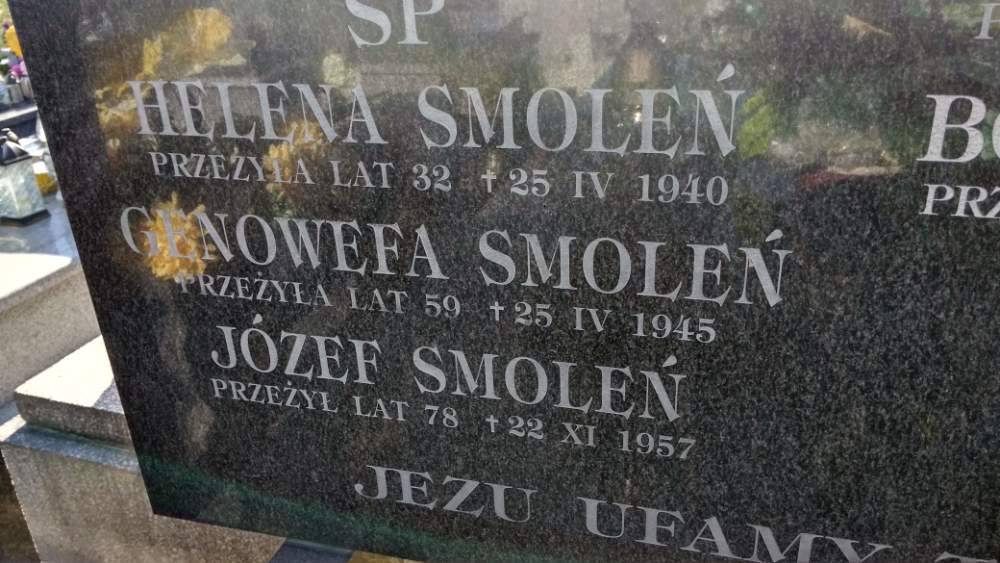 ŚP
HELENA SMOLEŃ
PRZEŻYŁA LAT 32 †25 IV 1940
GENOWEFA SMOLEŃ
PRZEŻYŁA LAT 59 †25 IV 1945
JÓZEF SMOLEŃ
PRZEŻYŁ LAT 78 †22 XI 1957
JEZU UFAMY